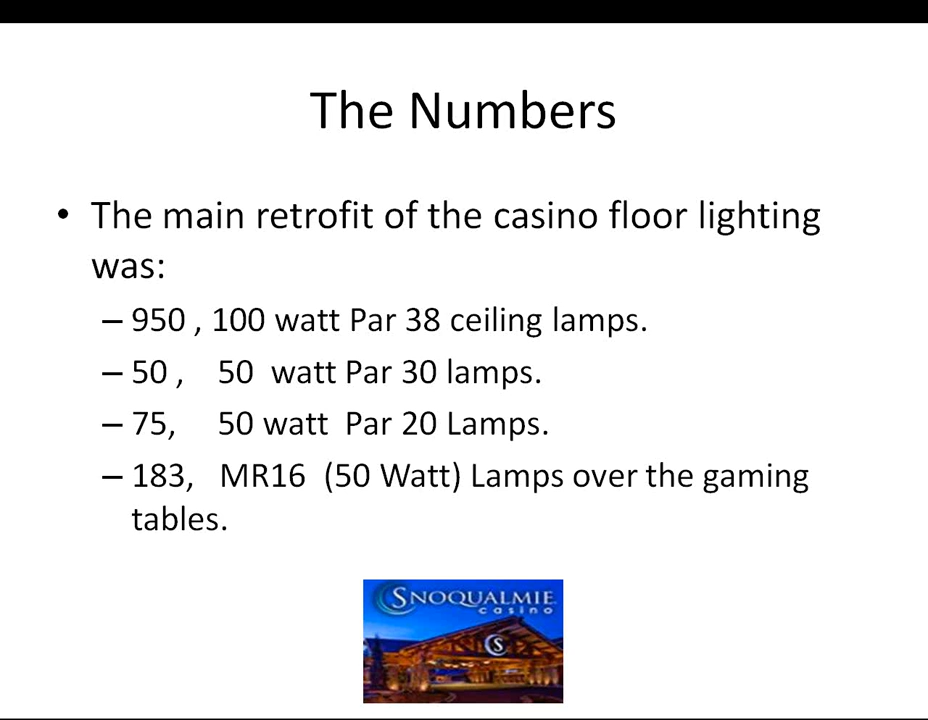 The Numbers
• The main retrofit of the casino floor lighting
was:
– 950 , 100 watt Par 38 ceiling lamps.
– 50 , 50 watt Par 30 lamps.
– 75, 50 watt Par 20 Lamps.
– 183, MR16 (50 Watt) Lamps over the gaming
tables.
SNOQUALMIE
casino
S